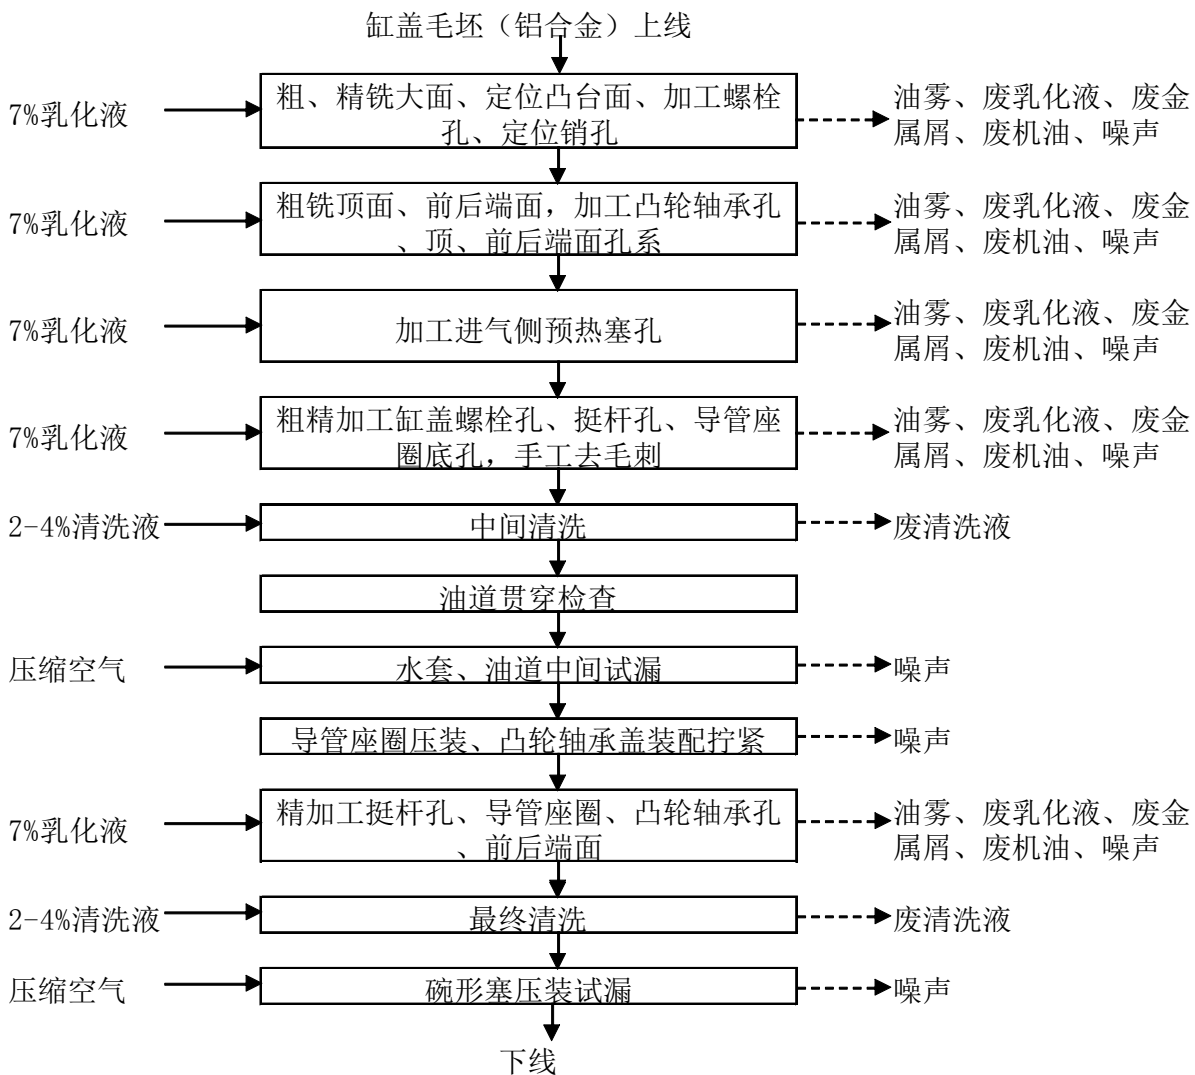 缸盖毛坯（铝合金）上线
7%乳化液
粗、精铣大面、定位凸台面、加工螺栓
孔、定位销孔
油雾、废乳化液、废金
属屑、废机油、噪声
7%乳化液
粗铣顶面、前后端面，加工凸轮轴承孔
、顶、前后端面孔系
油雾、废乳化液、废金
属屑、废机油、噪声
7%乳化液
加工进气侧预热塞孔
油雾、废乳化液、废金
属屑、废机油、噪声
7%乳化液
粗精加工缸盖螺栓孔、挺杆孔、导管座
圈底孔，手工去毛刺
油雾、废乳化液、废金
属屑、废机油、噪声
2-4%清洗液
中间清洗
废清洗液
油道贯穿检查
压缩空气
水套、油道中间试漏
噪声
导管座圈压装、凸轮轴承盖装配拧紧
噪声
7%乳化液
精加工挺杆孔、导管座圈、凸轮轴承孔
、前后端面
油雾、废乳化液、废金
属屑、废机油、噪声
2-4%清洗液
最终清洗
废清洗液
压缩空气
碗形塞压装试漏
噪声
下线